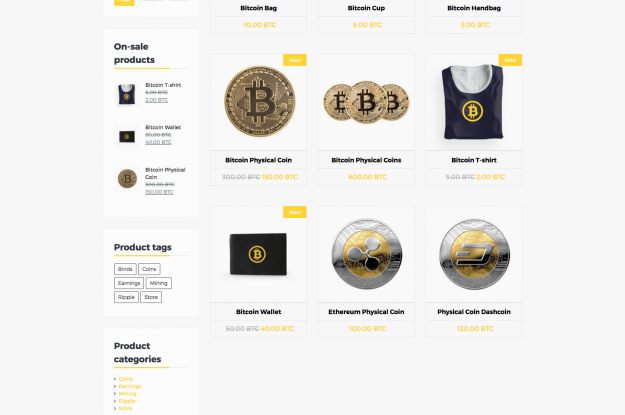 Bitcoin Bag
10.00 BTC
Bitcoin Cup
5.00 BTC
Bitcoin Handbag
5.00 BTC
On-sale
products
Bitcoin T-shirt
5.00 BTC
2.00 BTC
Bitcoin Wallet
50.00 BTC
40.00 BTC
Bitcoin Physical
Coin
300.00 BTC
150.00 BTC
Product tags
Binds Coins
Earnings Mining
Ripple Store
Product
categories
Coins
Earnings
Mining
Ripple
Store
Sale!
Bitcoin Physical Coin
300.00 BTC 150.00 BTC
Bitcoin Physical Coins
600.00 BTC
Sale!
Bitcoin T-shirt
5.00 BTC 2.00 BTC
Sale!
Bitcoin Wallet
50.00 BTC 40.00 BTC
Ethereum Physical Coin
100.00 BTC
Physical Coin Dashcoin
120.00 BTC